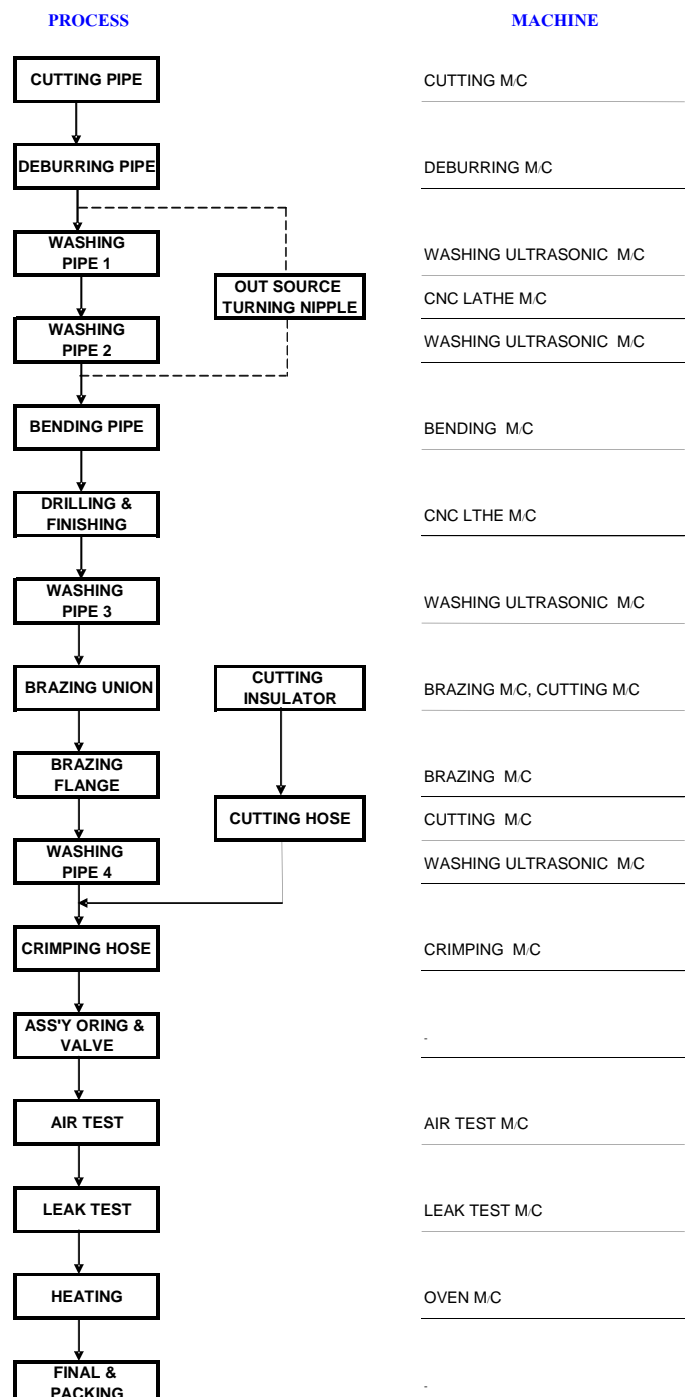 PROCESS MACHINE
CUTTING PIPE CUTTING M/C
DEBURRING PIPE DEBURRING M/C
WASHING
PIPE 1 WASHING ULTRASONIC M/C
OUT SOURCE
TURNING NIPPLE CNC LATHE M/C
WASHING
PIPE 2 WASHING ULTRASONIC M/C
BENDING PIPE BENDING M/C
DRILLING &
FINISHING CNC LTHE M/C
WASHING
PIPE 3 WASHING ULTRASONIC M/C
BRAZING UNION
CUTTING
INSULATOR BRAZING M/C, CUTTING M/C
BRAZING
FLANGE BRAZING M/C
CUTTING HOSE CUTTING M/C
WASHING
PIPE 4 WASHING ULTRASONIC M/C
CRIMPING HOSE CRIMPING M/C
ASS'Y ORING &
VALVE -
AIR TEST AIR TEST M/C
LEAK TEST LEAK TEST M/C
HEATING OVEN M/C
FINAL &
PACKING -